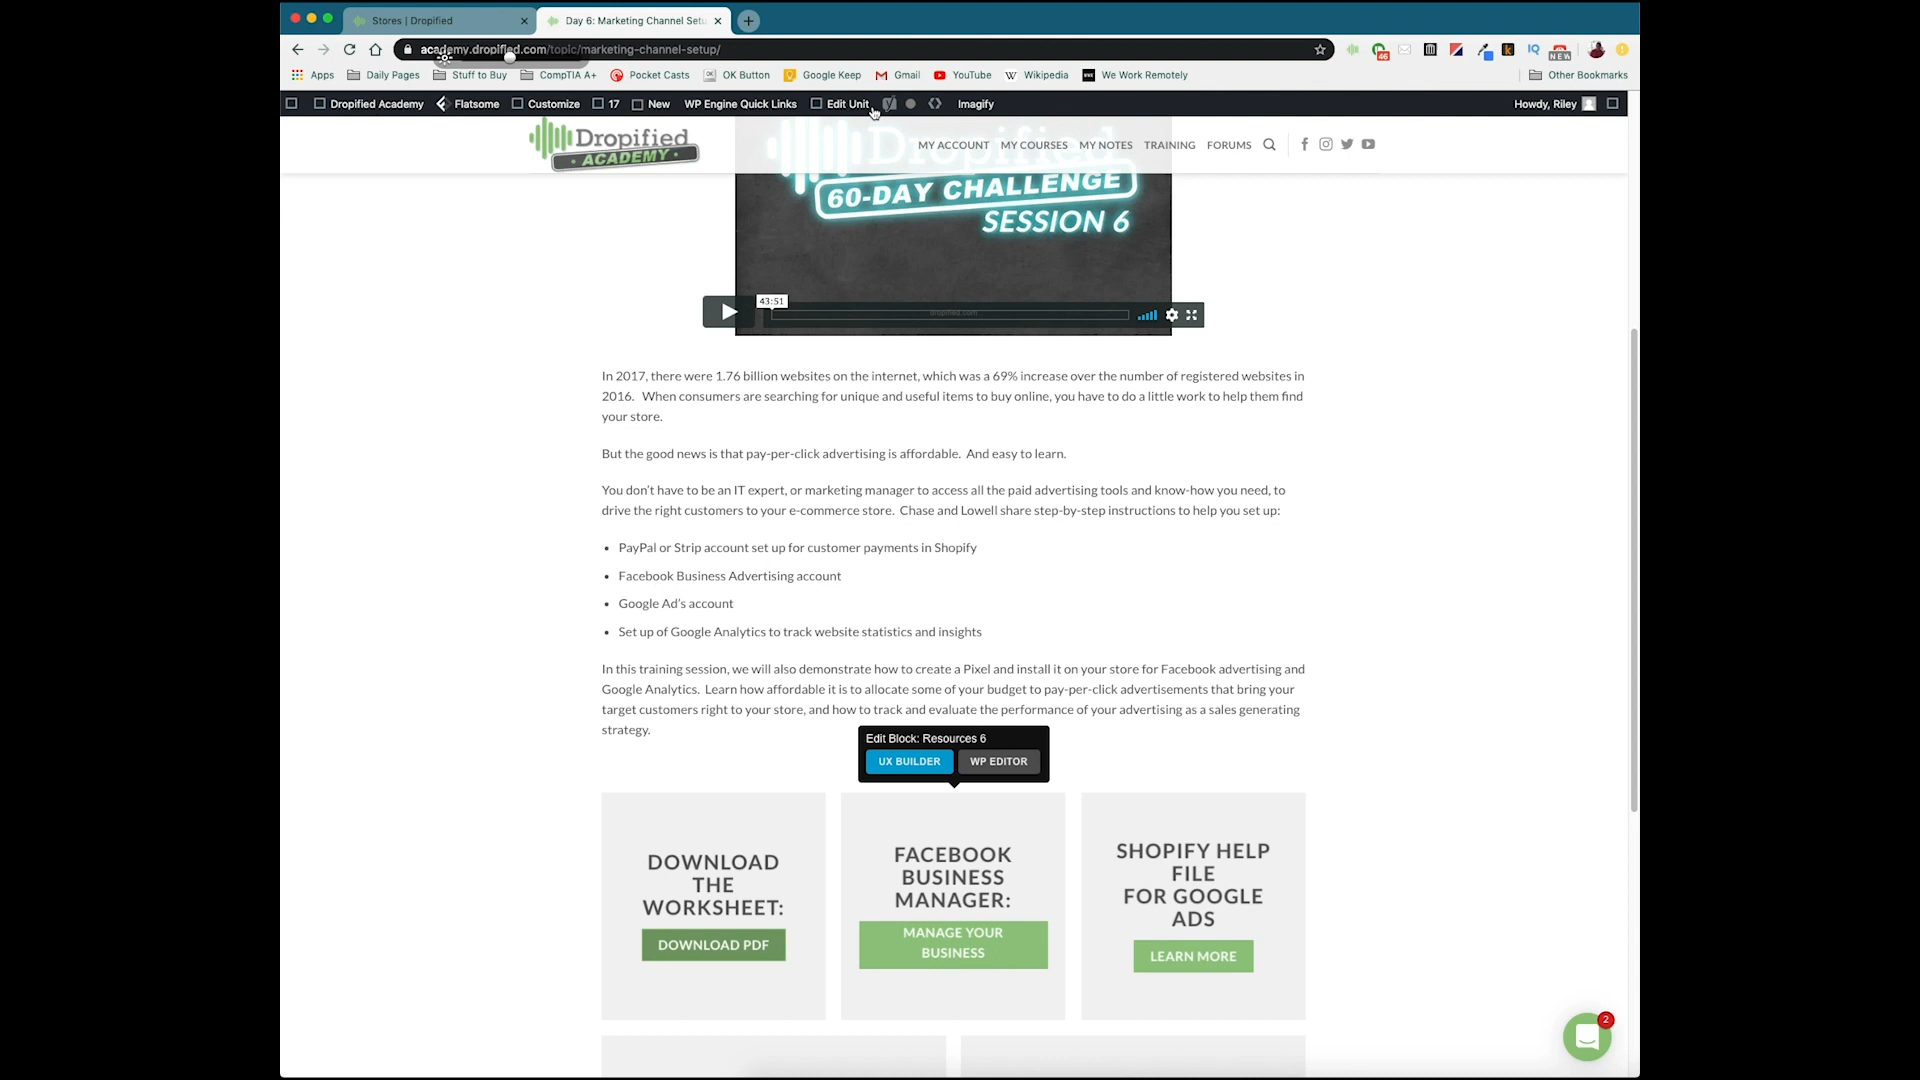 Stores | Dropified
Day 6: Marketing Channel Setu
academy.dropified.com/topic/marketing-channel-setup/
46
NEW
Apps
Daily Pages
Stuff to Buy
CompTIA A+
Pocket Casts
OK Button
Google Keep
Gmail
YouTube
Wikipedia
We Work Remotely
Other Bookmarks
Dropified Academy
Flatsome
Customize
17
New
WP Engine Quick Links
Edit Unit
Imagify
Howdy, Riley
Dropified
ACADEMY
MY ACCOUNT
MY COURSES
MY NOTES
TRAINING
FORUMS
Dropified
60-DAY CHALLENGE
SESSION 6
43:51
dropified.com
In 2017, there were 1.76 billion websites on the internet, which was a 69% increase over the number of registered websites in
2016. When consumers are searching for unique and useful items to buy online, you have to do a little work to help them find
your store.
But the good news is that pay-per-click advertising is affordable. And easy to learn.
You don't have to be an IT expert, or marketing manager to access all the paid advertising tools and know-how you need, to
drive the right customers to your e-commerce store. Chase and Lowell share step-by-step instructions to help you set up:
• PayPal or Strip account set up for customer payments in Shopify
• Facebook Business Advertising account
• Google Ad's account
• Set up of Google Analytics to track website statistics and insights
In this training session, we will also demonstrate how to create a Pixel and install it on your store for Facebook advertising and
Google Analytics. Learn how affordable it is to allocate some of your budget to pay-per-click advertisements that bring your
target customers right to your store, and how to track and evaluate the performance of your advertising as a sales generating
strategy.
Edit Block: Resources 6
UX BUILDER
WP EDITOR
DOWNLOAD
THE
WORKSHEET:
DOWNLOAD PDF
FACEBOOK
BUSINESS
MANAGER:
MANAGE YOUR
BUSINESS
SHOPIFY HELP
FILE
FOR GOOGLE
ADS
LEARN MORE
2